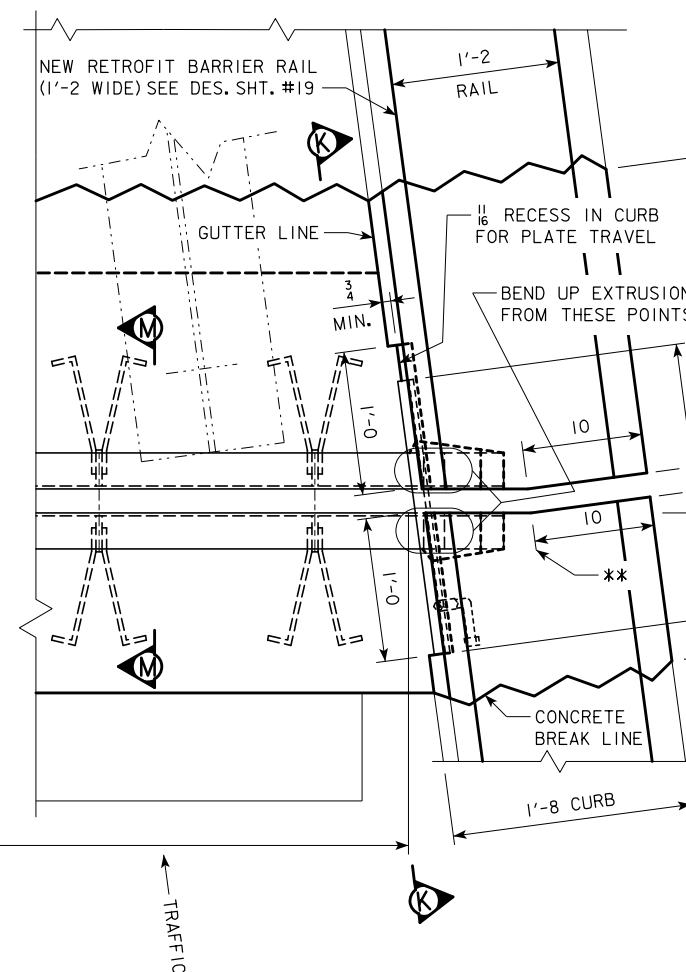 NEW RETROFIT BARRIER RAIL
(1'-2 WIDE) SEE DES. SHT. #19
1'-2
RAIL
K
11/16 RECESS IN CURB
FOR PLATE TRAVEL
GUTTER LINE
3/4
MIN.
BEND UP EXTRUSION
FROM THESE POINTS
M
1'-0
10
10
1'-0
**
M
CONCRETE
BREAK LINE
1'-8 CURB
K
TRAFFIC